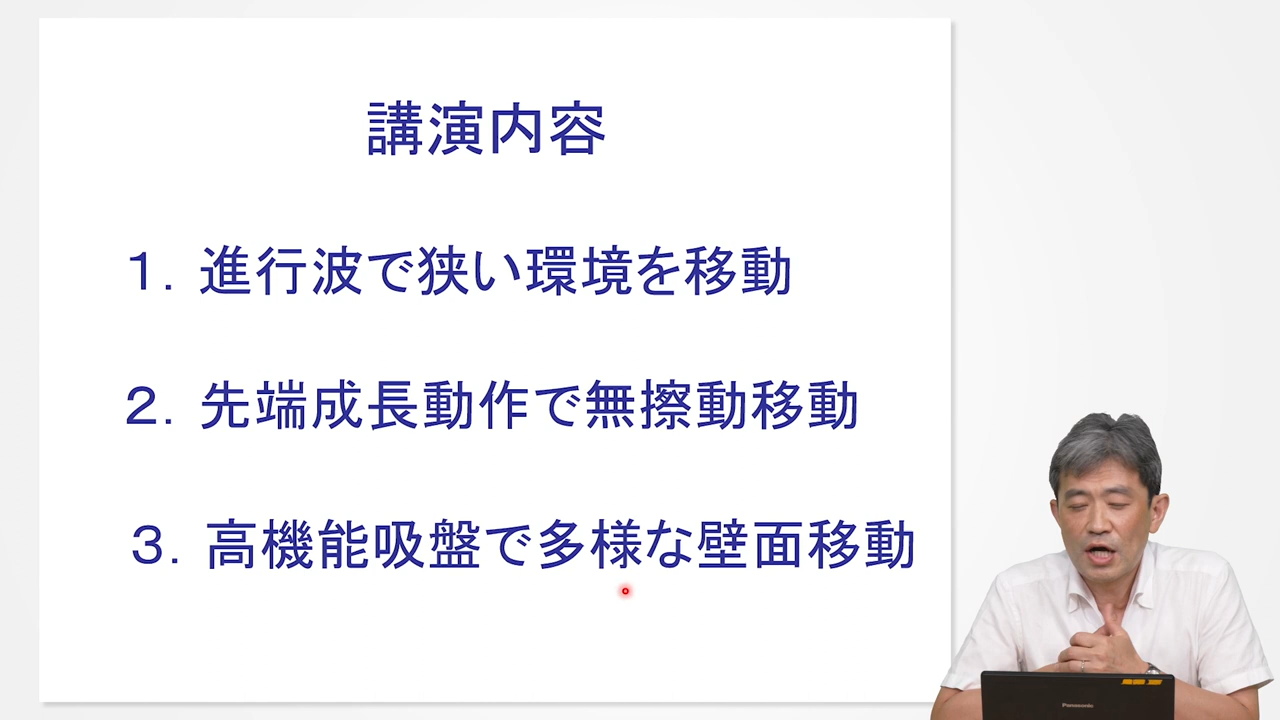 講演内容
１．進行波で狭い環境を移動
２．先端成長動作で無擦動移動
３．高機能吸盤で多様な壁面移動
Panasonic